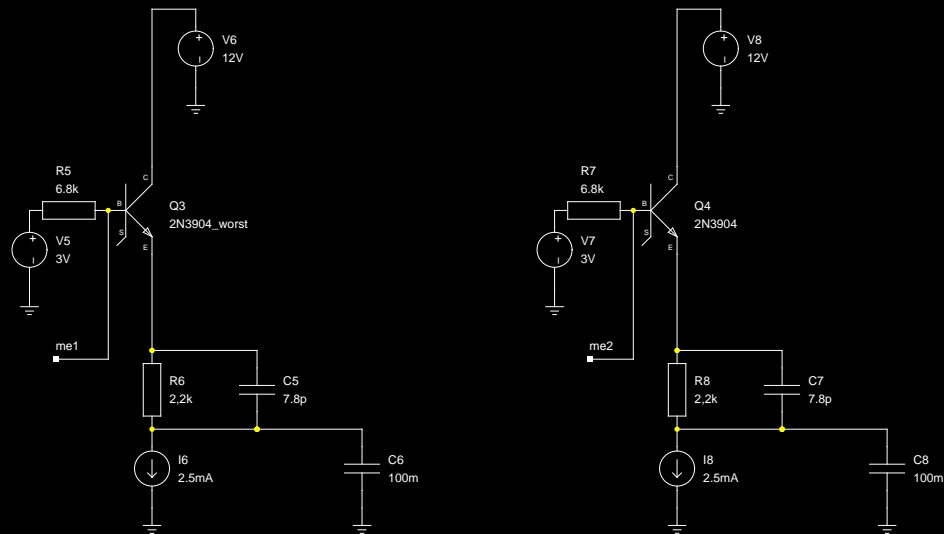 V6
12V
V8
12V
R5
6.8k
C
B
S
E
Q3
2N3904_worst
V5
3V
R7
6.8k
C
B
S
E
Q4
2N3904
V7
3V
me1
me2
R6
2,2k
C5
7.8p
R8
2,2k
C7
7.8p
I6
2.5mA
C6
100m
I8
2.5mA
C8
100m